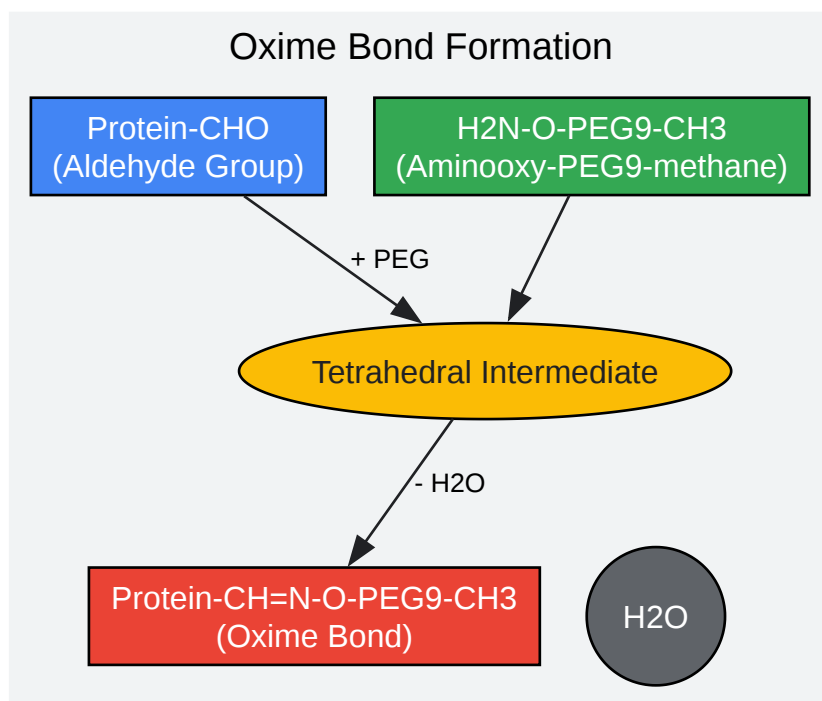 Oxime Bond Formation
Protein-CHO
(Aldehyde Group)
H2N-O-PEG9-CH3
(Aminooxy-PEG9-methane)
+ PEG
Tetrahedral Intermediate
- H2O
Protein-CH=N-O-PEG9-CH3
(Oxime Bond)
H2O